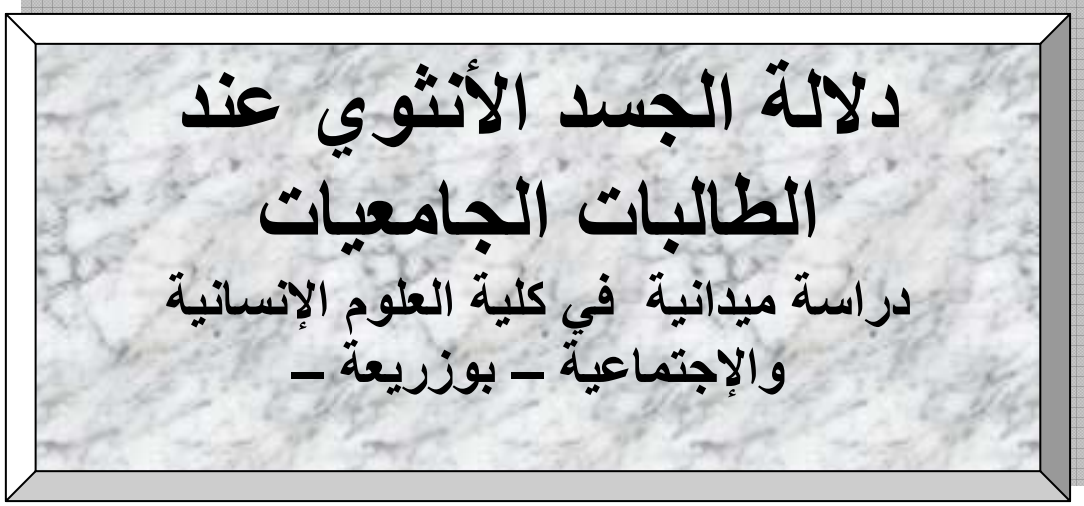 دلالة الجسد الأنثوي عند
الطالبات الجامعيات
دراسة ميدانية في كلية العلوم الإنسانية
والإجتماعية – بوزريعة –